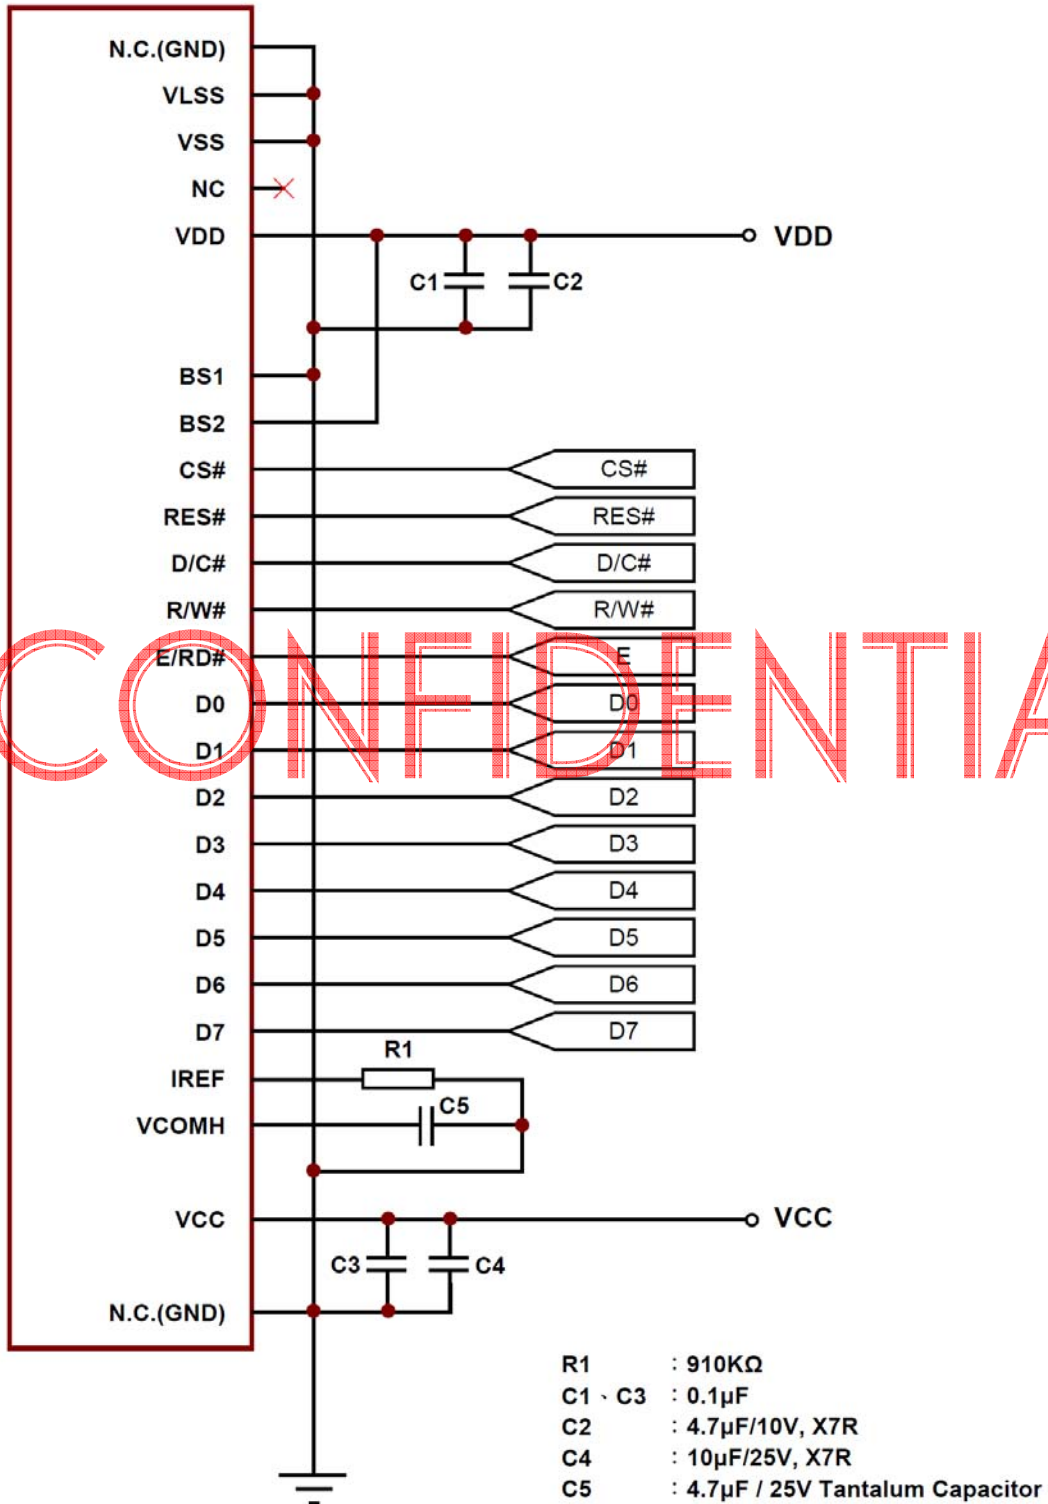 N.C.(GND)
VLSS
VSS
NC
VDD VDD
C1 C2
BS1
BS2
CS# CS#
RES# RES#
D/C# D/C#
R/W# R/W#
E/RD# E
D0 D0
CONFIDENTIA
D1 D1
D2 D2
D3 D3
D4 D4
D5 D5
D6 D6
D7 D7
R1
IREF
C5
VCOMH
VCC VCC
C3 C4
N.C.(GND)
R1 : 910KΩ
C1、C3 : 0.1μF
C2 : 4.7μF/10V, X7R
C4 : 10μF/25V, X7R
C5 : 4.7μF / 25V Tantalum Capacitor